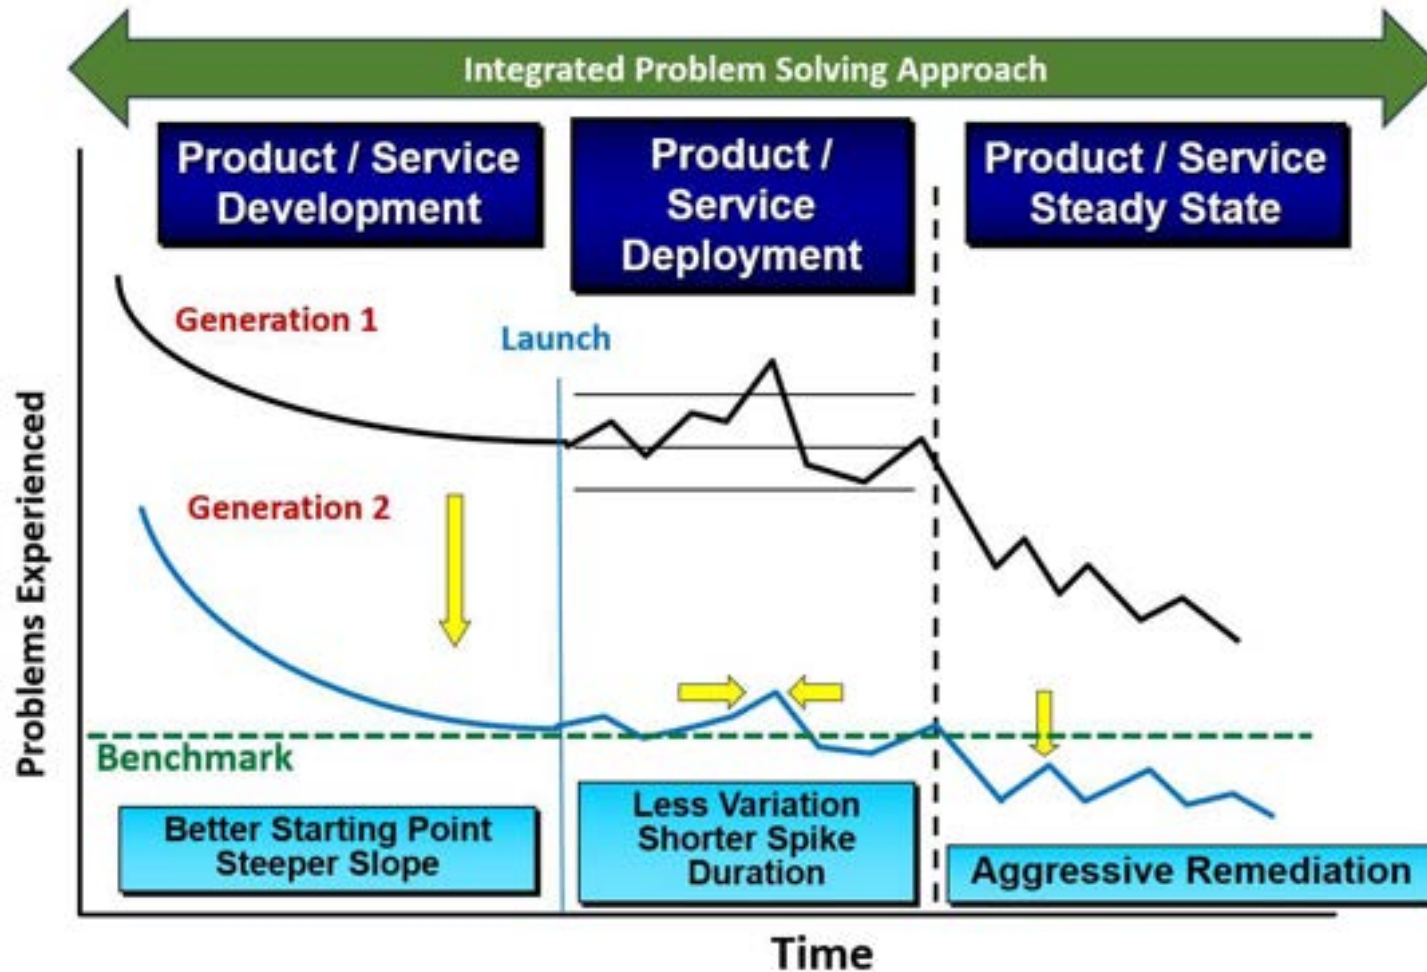 Integrated Problem Solving Approach
Product / Service
Development
Product /
Service
Deployment
Product / Service
Steady State
Generation 1
Launch
Generation 2
Problems Experienced
Benchmark
Better Starting Point
Steeper Slope
Less Variation
Shorter Spike
Duration
Aggressive Remediation
Time